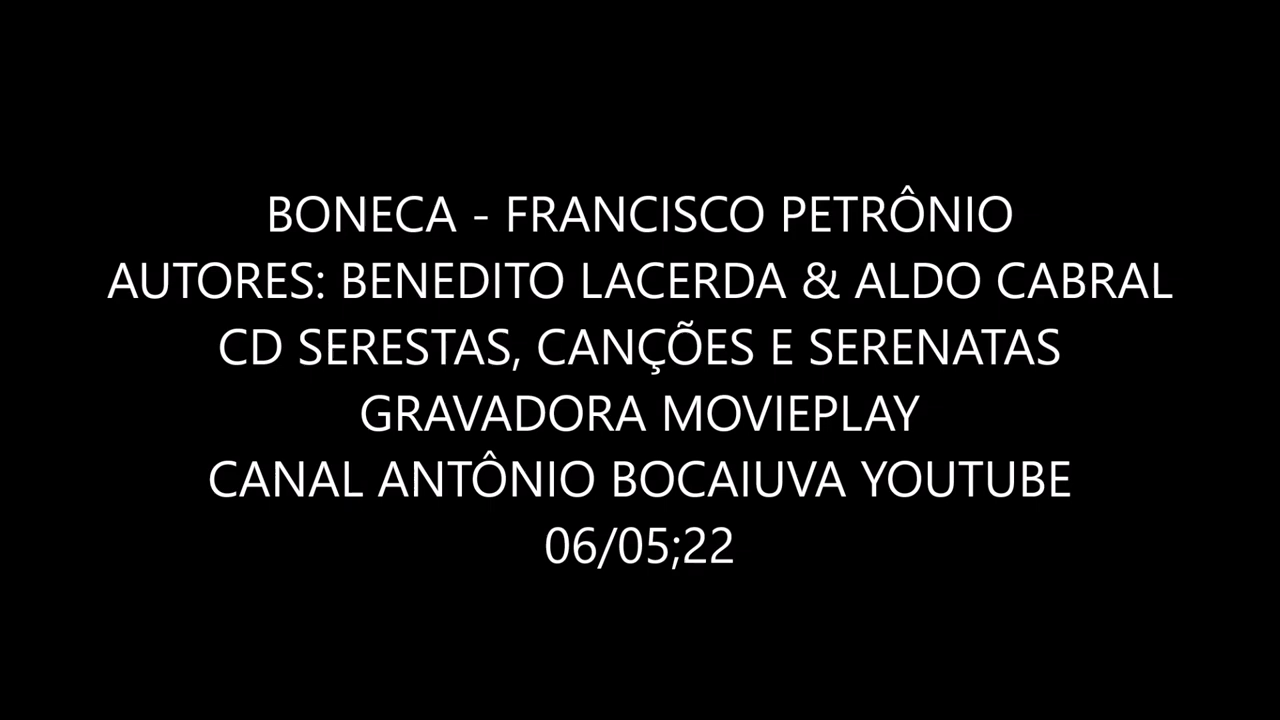 BONECA - FRANCISCO PETRÔNIO
AUTORES: BENEDITO LACERDA & ALDO CABRAL
CD SERESTAS, CANÇÕES E SERENATAS
GRAVADORA MOVIEPLAY
CANAL ANTÔNIO BOCAIUVA YOUTUBE
06/05;22